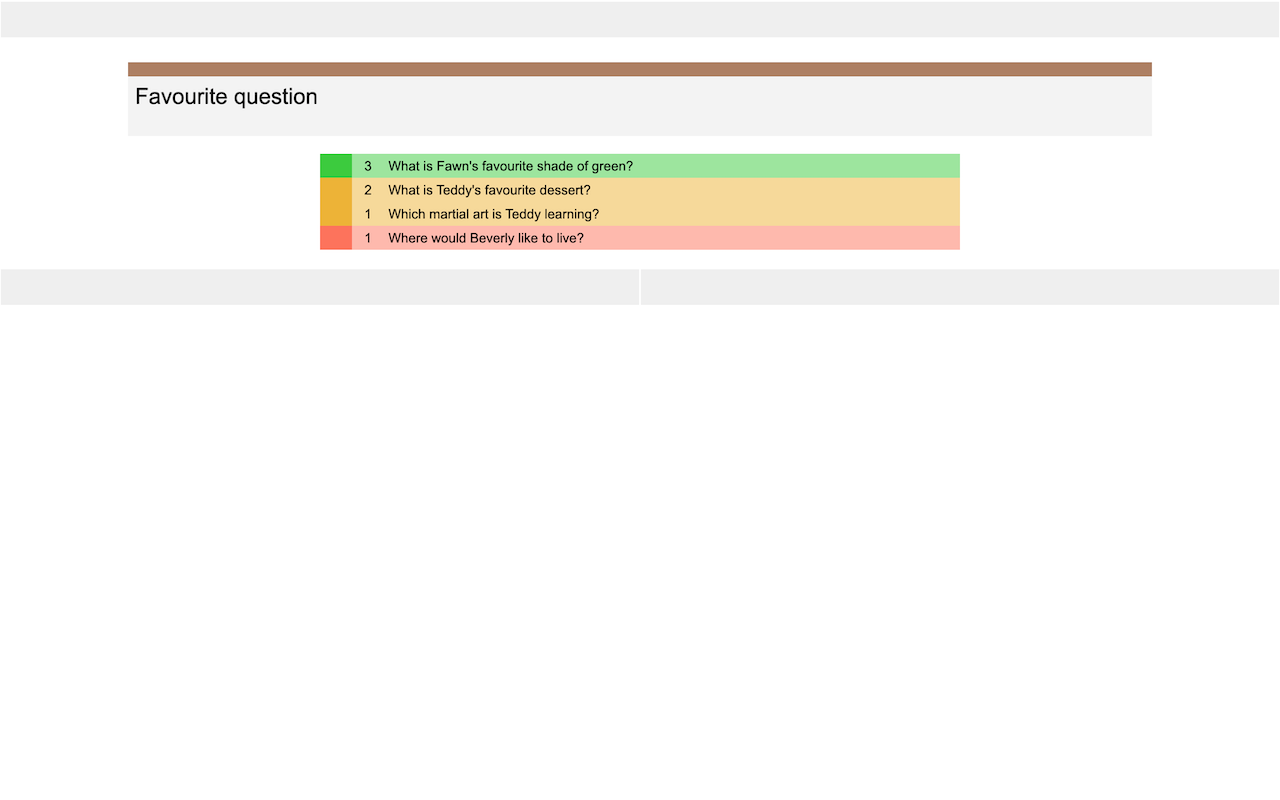 Favourite question
3 What is Fawn's favourite shade of green?
2 What is Teddy's favourite dessert?
1 Which martial art is Teddy learning?
1 Where would Beverly like to live?